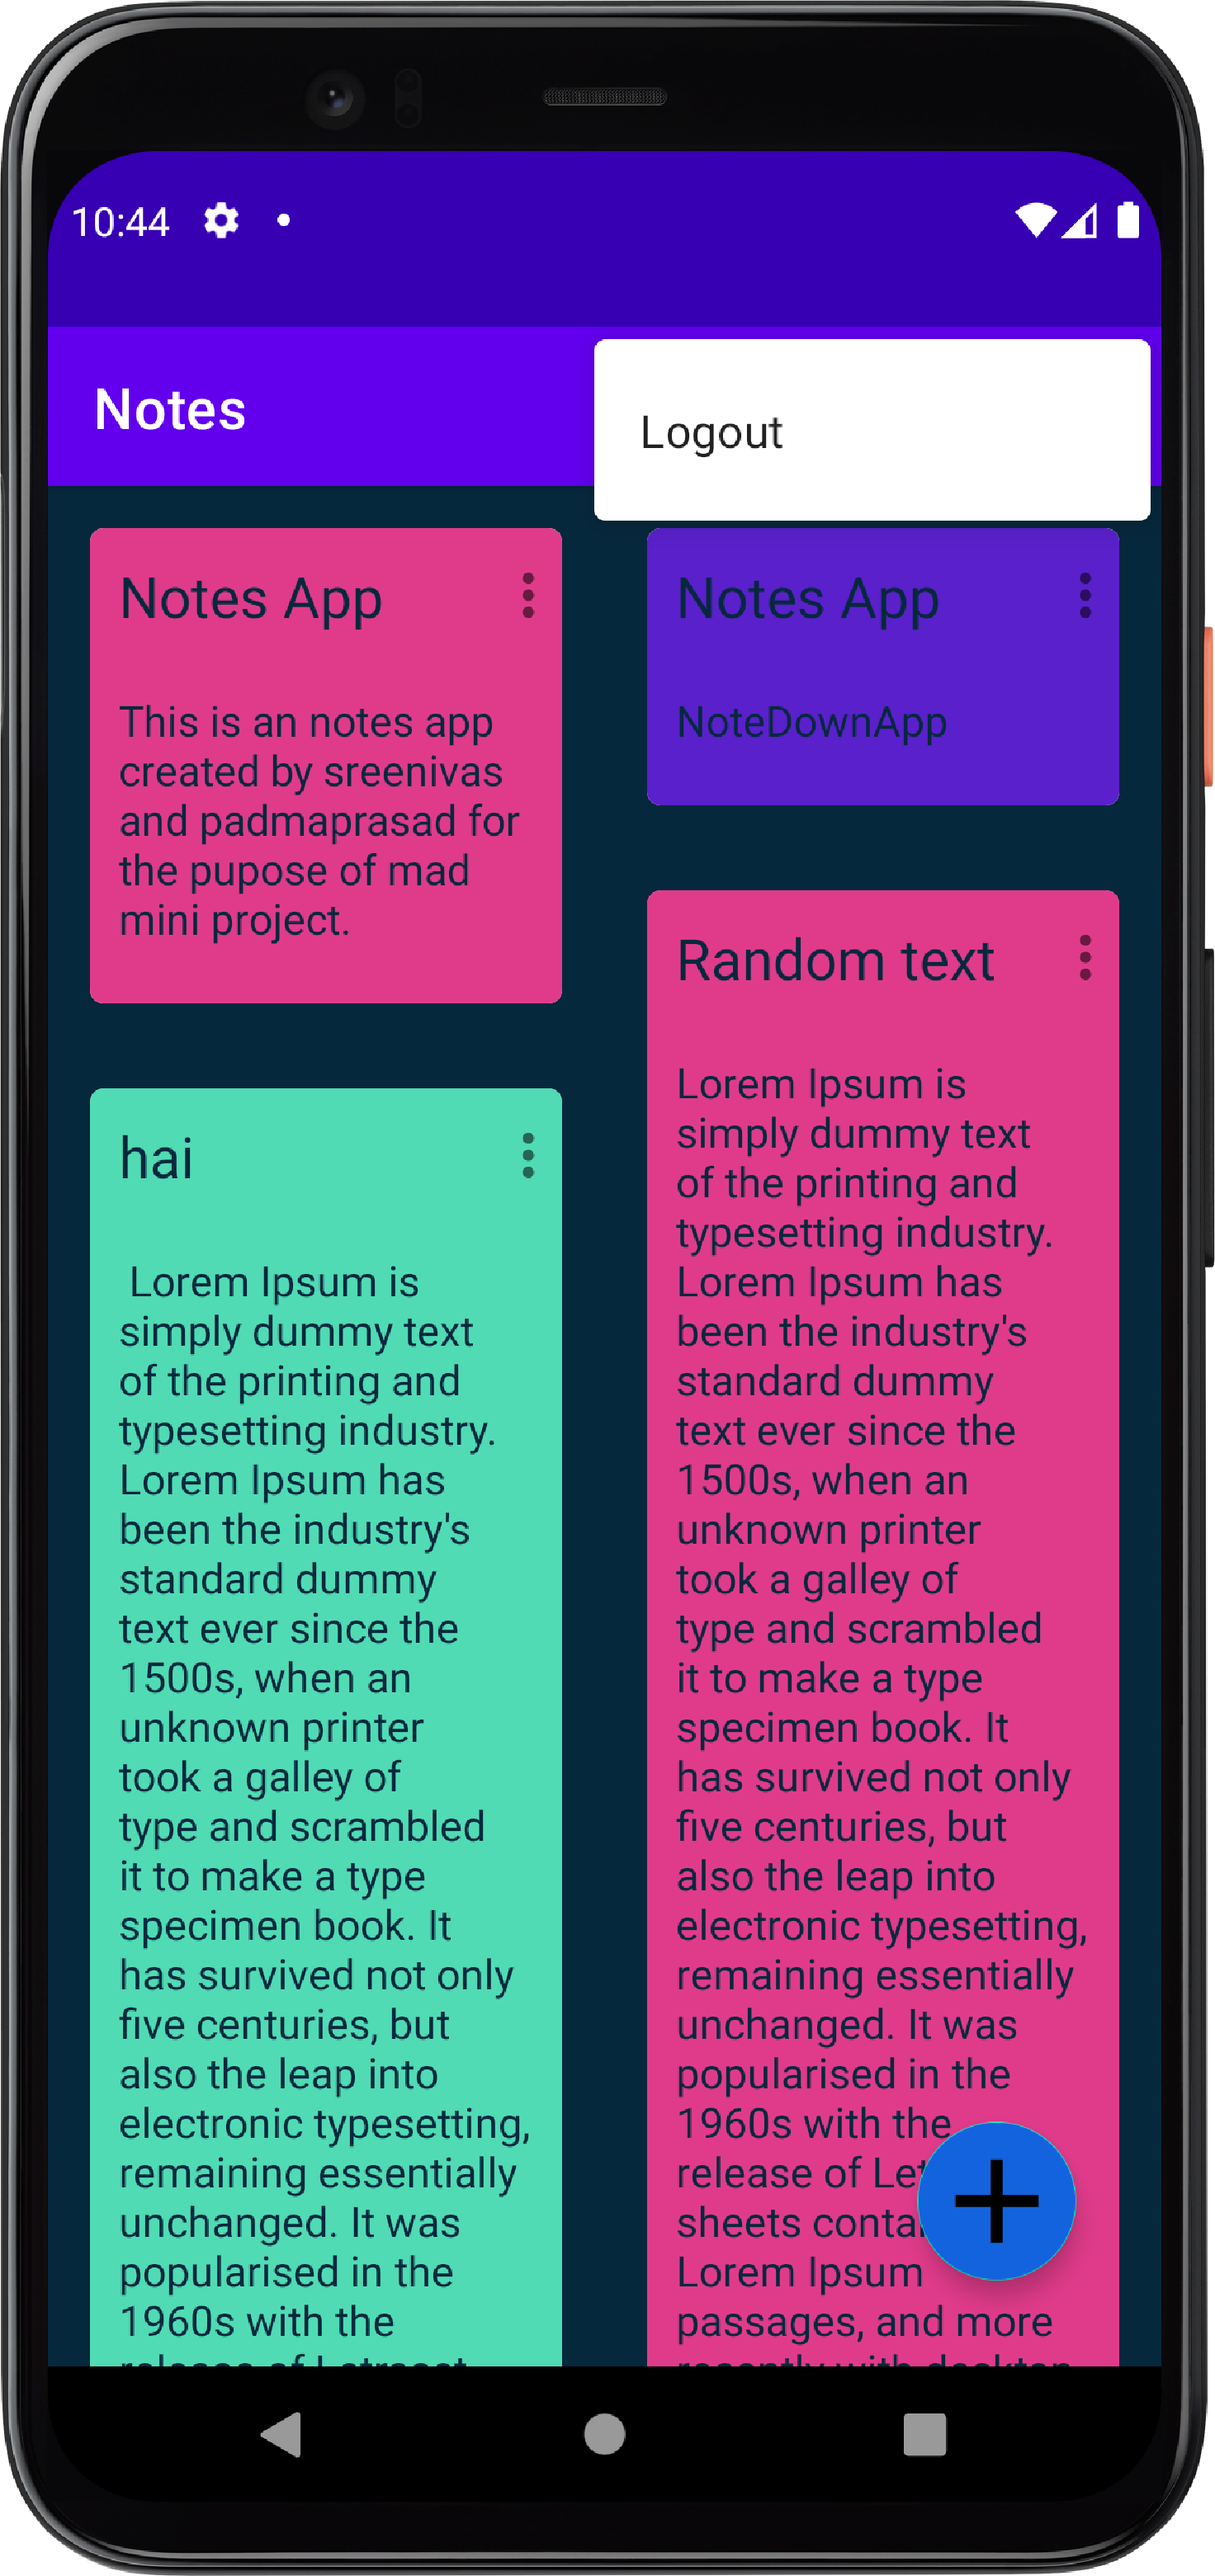 10:44
Notes
Logout
Notes App
This is an notes app
created by sreenivas
and padmaprasad for
the pupose of mad
mini project.
Notes App
NoteDownApp
hai
Lorem Ipsum is
simply dummy text
of the printing and
typesetting industry.
Lorem Ipsum has
been the industry's
standard dummy
text ever since the
1500s, when an
unknown printer
took a galley of
type and scrambled
it to make a type
specimen book. It
has survived not only
five centuries, but
also the leap into
electronic typesetting,
remaining essentially
unchanged. It was
popularised in the
1960s with the
release of Letraset
Random text
Lorem Ipsum is
simply dummy text
of the printing and
typesetting industry.
Lorem Ipsum has
been the industry's
standard dummy
text ever since the
1500s, when an
unknown printer
took a galley of
type and scrambled
it to make a type
specimen book. It
has survived not only
five centuries, but
also the leap into
electronic typesetting,
remaining essentially
unchanged. It was
popularised in the
1960s with the
release of
sheets
Lorem Ipsum
passages, and more
recently with desktop